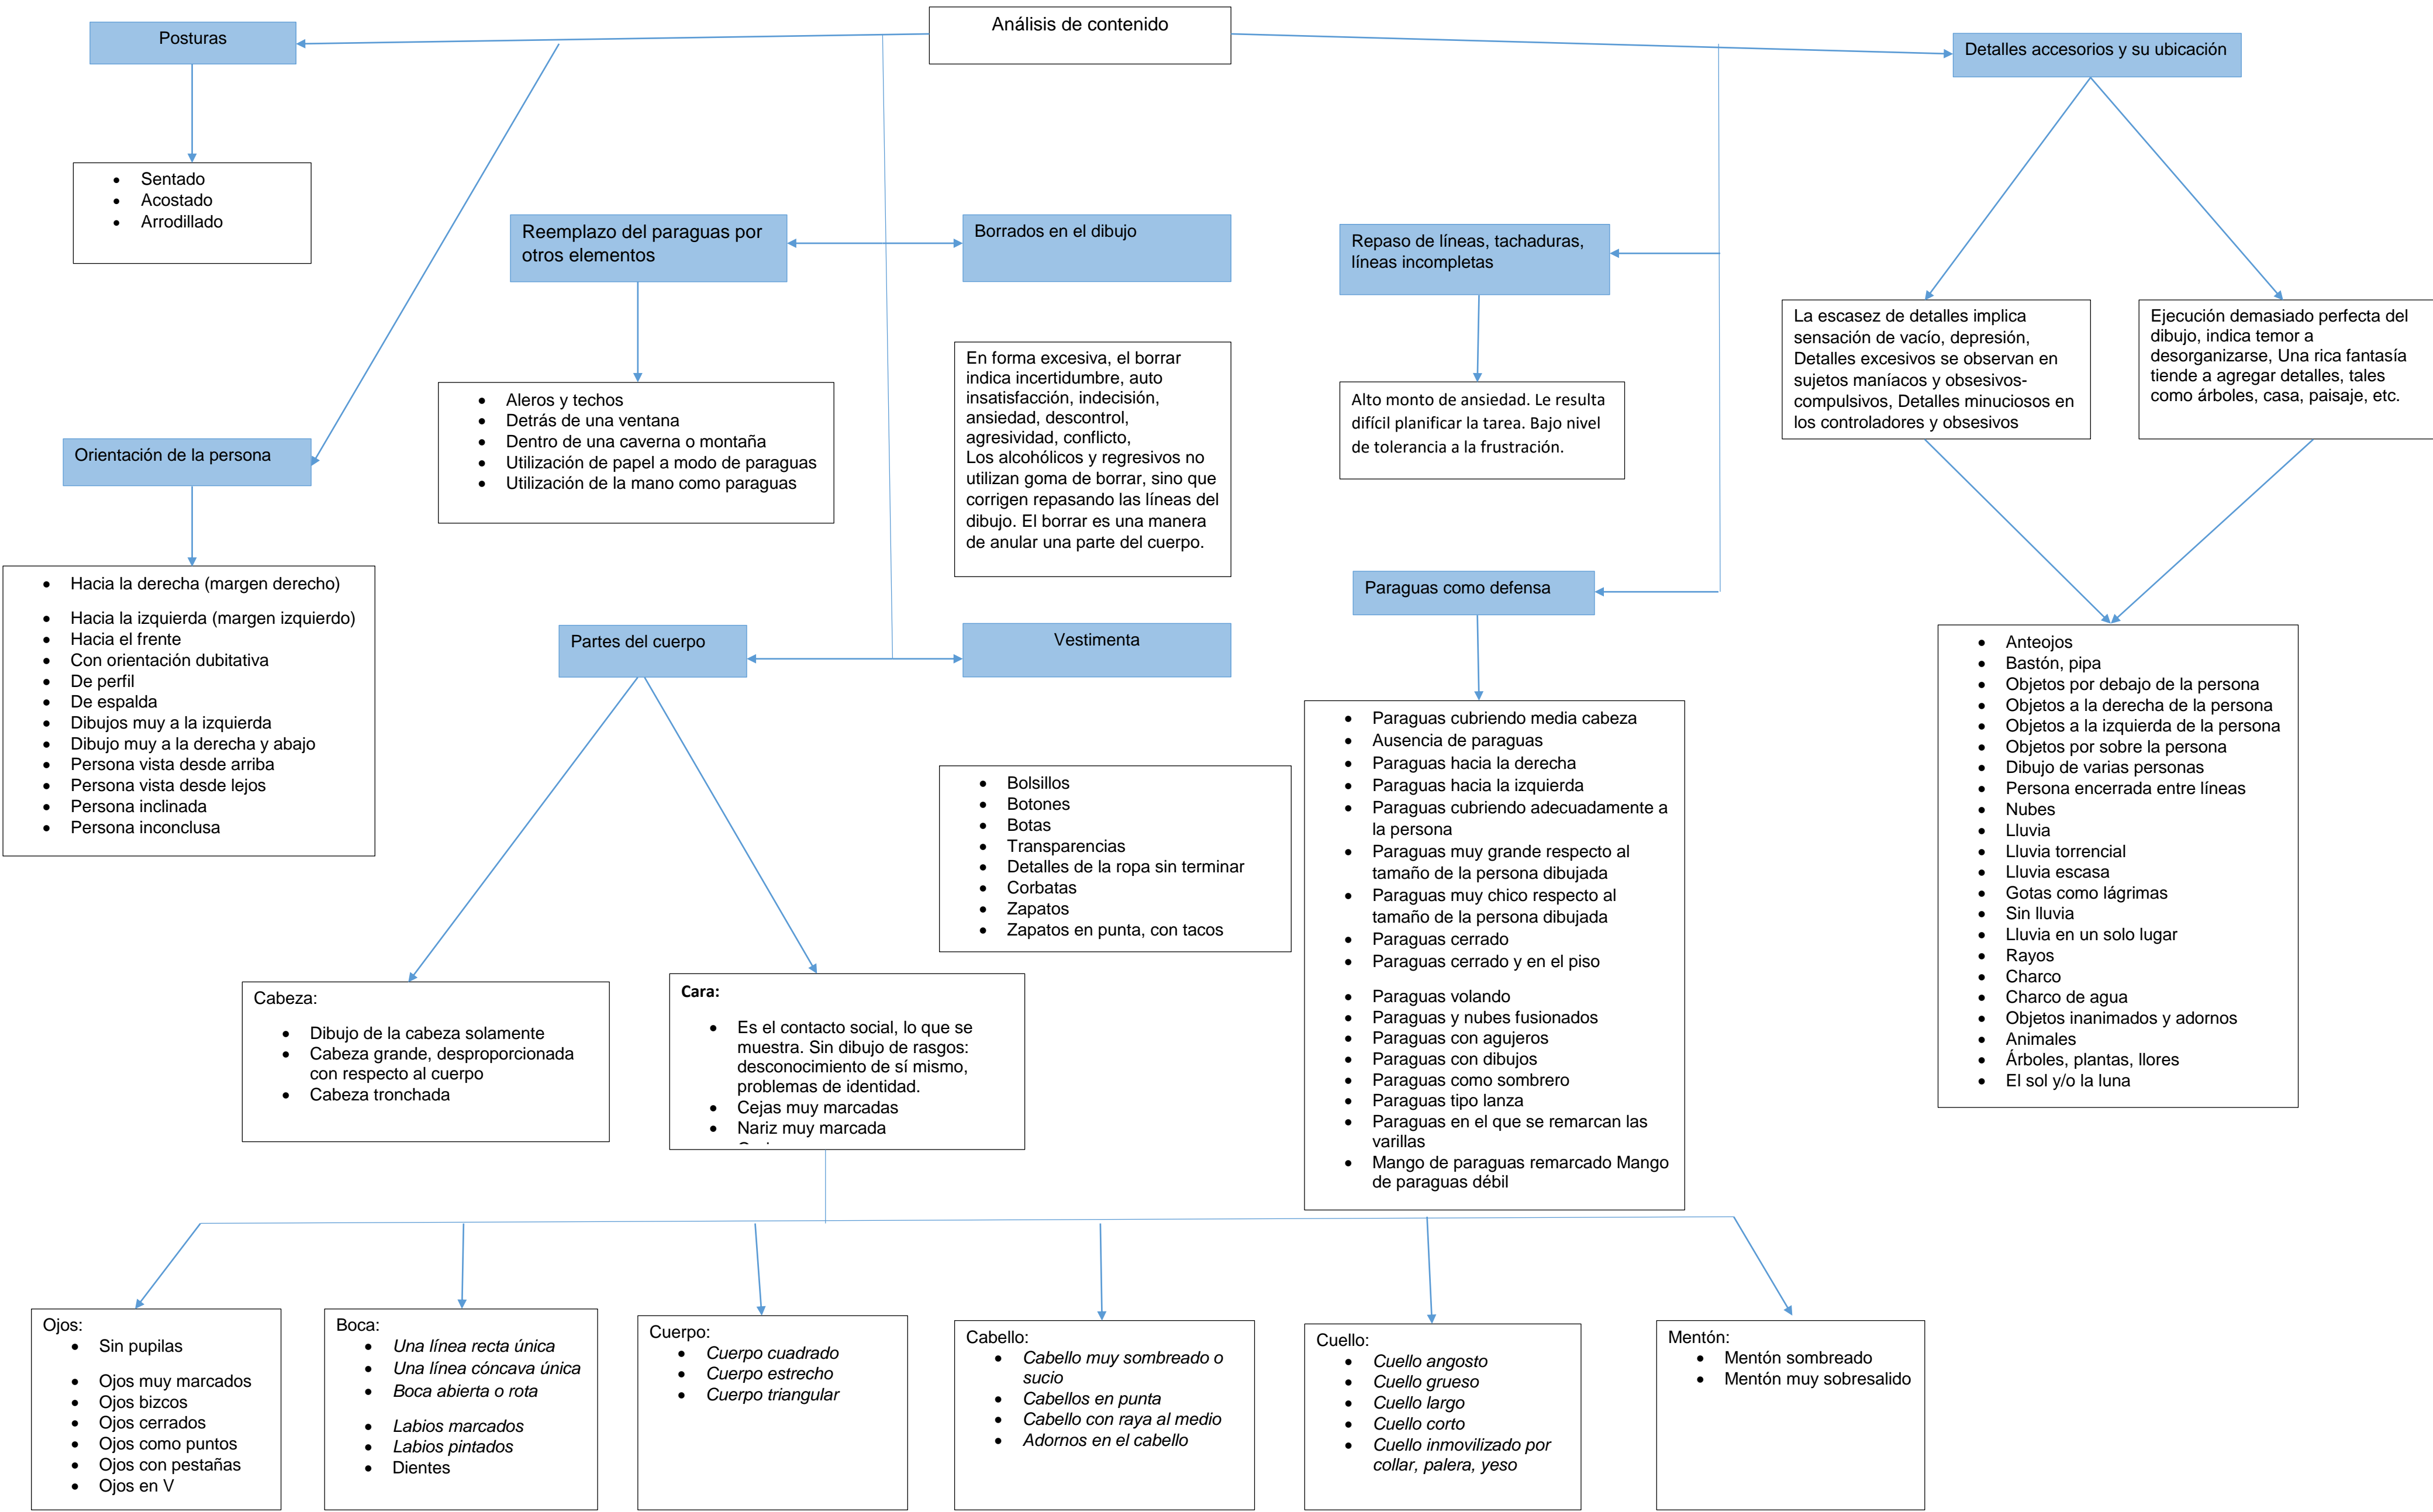 Análisis de contenido
Posturas
Detalles accesorios y su ubicación
• Sentado
• Acostado
• Arrodillado
Reemplazo del paraguas por
otros elementos
Borrados en el dibujo
Repaso de líneas, tachaduras,
líneas incompletas
La escasez de detalles implica
sensación de vacío, depresión,
Detalles excesivos se observan en
sujetos maníacos y obsesivos-
compulsivos, Detalles minuciosos en
los controladores y obsesivos
Ejecución demasiado perfecta del
dibujo, indica temor a
desorganizarse, Una rica fantasía
tiende a agregar detalles, tales
como árboles, casa, paisaje, etc.
• Aleros y techos
• Detrás de una ventana
• Dentro de una caverna o montaña
• Utilización de papel a modo de paraguas
• Utilización de la mano como paraguas
En forma excesiva, el borrar
indica incertidumbre, auto
insatisfacción, indecisión,
ansiedad, descontrol,
agresividad, conflicto,
Los alcohólicos y regresivos no
utilizan goma de borrar, sino que
corrigen repasando las líneas del
dibujo. El borrar es una manera
de anular una parte del cuerpo.
Alto monto de ansiedad. Le resulta
difícil planificar la tarea. Bajo nivel
de tolerancia a la frustración.
Orientación de la persona
• Hacia la derecha (margen derecho)
• Hacia la izquierda (margen izquierdo)
• Hacia el frente
• Con orientación dubitativa
• De perfil
• De espalda
• Dibujos muy a la izquierda
• Dibujo muy a la derecha y abajo
• Persona vista desde arriba
• Persona vista desde lejos
• Persona inclinada
• Persona inconclusa
Partes del cuerpo
Vestimenta
Paraguas como defensa
• Bolsillos
• Botones
• Botas
• Transparencias
• Detalles de la ropa sin terminar
• Corbatas
• Zapatos
• Zapatos en punta, con tacos
• Paraguas cubriendo media cabeza
• Ausencia de paraguas
• Paraguas hacia la derecha
• Paraguas hacia la izquierda
• Paraguas cubriendo adecuadamente a
la persona
• Paraguas muy grande respecto al
tamaño de la persona dibujada
• Paraguas muy chico respecto al
tamaño de la persona dibujada
• Paraguas cerrado
• Paraguas cerrado y en el piso
• Paraguas volando
• Paraguas y nubes fusionados
• Paraguas con agujeros
• Paraguas con dibujos
• Paraguas como sombrero
• Paraguas tipo lanza
• Paraguas en el que se remarcan las
varillas
• Mango de paraguas remarcado Mango
de paraguas débil
• Anteojos
• Bastón, pipa
• Objetos por debajo de la persona
• Objetos a la derecha de la persona
• Objetos a la izquierda de la persona
• Objetos por sobre la persona
• Dibujo de varias personas
• Persona encerrada entre líneas
• Nubes
• Lluvia
• Lluvia torrencial
• Lluvia escasa
• Gotas como lágrimas
• Sin lluvia
• Lluvia en un solo lugar
• Rayos
• Charco
• Charco de agua
• Objetos inanimados y adornos
• Animales
• Árboles, plantas, llores
• El sol y/o la luna
Cabeza:
• Dibujo de la cabeza solamente
• Cabeza grande, desproporcionada
con respecto al cuerpo
• Cabeza tronchada
Cara:
• Es el contacto social, lo que se
muestra. Sin dibujo de rasgos:
desconocimiento de sí mismo,
problemas de identidad.
• Cejas muy marcadas
• Nariz muy marcada
Ojos:
• Sin pupilas
• Ojos muy marcados
• Ojos bizcos
• Ojos cerrados
• Ojos como puntos
• Ojos con pestañas
• Ojos en V
Boca:
• Una línea recta única
• Una línea cóncava única
• Boca abierta o rota
• Labios marcados
• Labios pintados
• Dientes
Cuerpo:
• Cuerpo cuadrado
• Cuerpo estrecho
• Cuerpo triangular
Cabello:
• Cabello muy sombreado o
sucio
• Cabellos en punta
• Cabello con raya al medio
• Adornos en el cabello
Cuello:
• Cuello angosto
• Cuello grueso
• Cuello largo
• Cuello corto
• Cuello inmovilizado por
collar, palera, yeso
Mentón:
• Mentón sombreado
• Mentón muy sobresalido